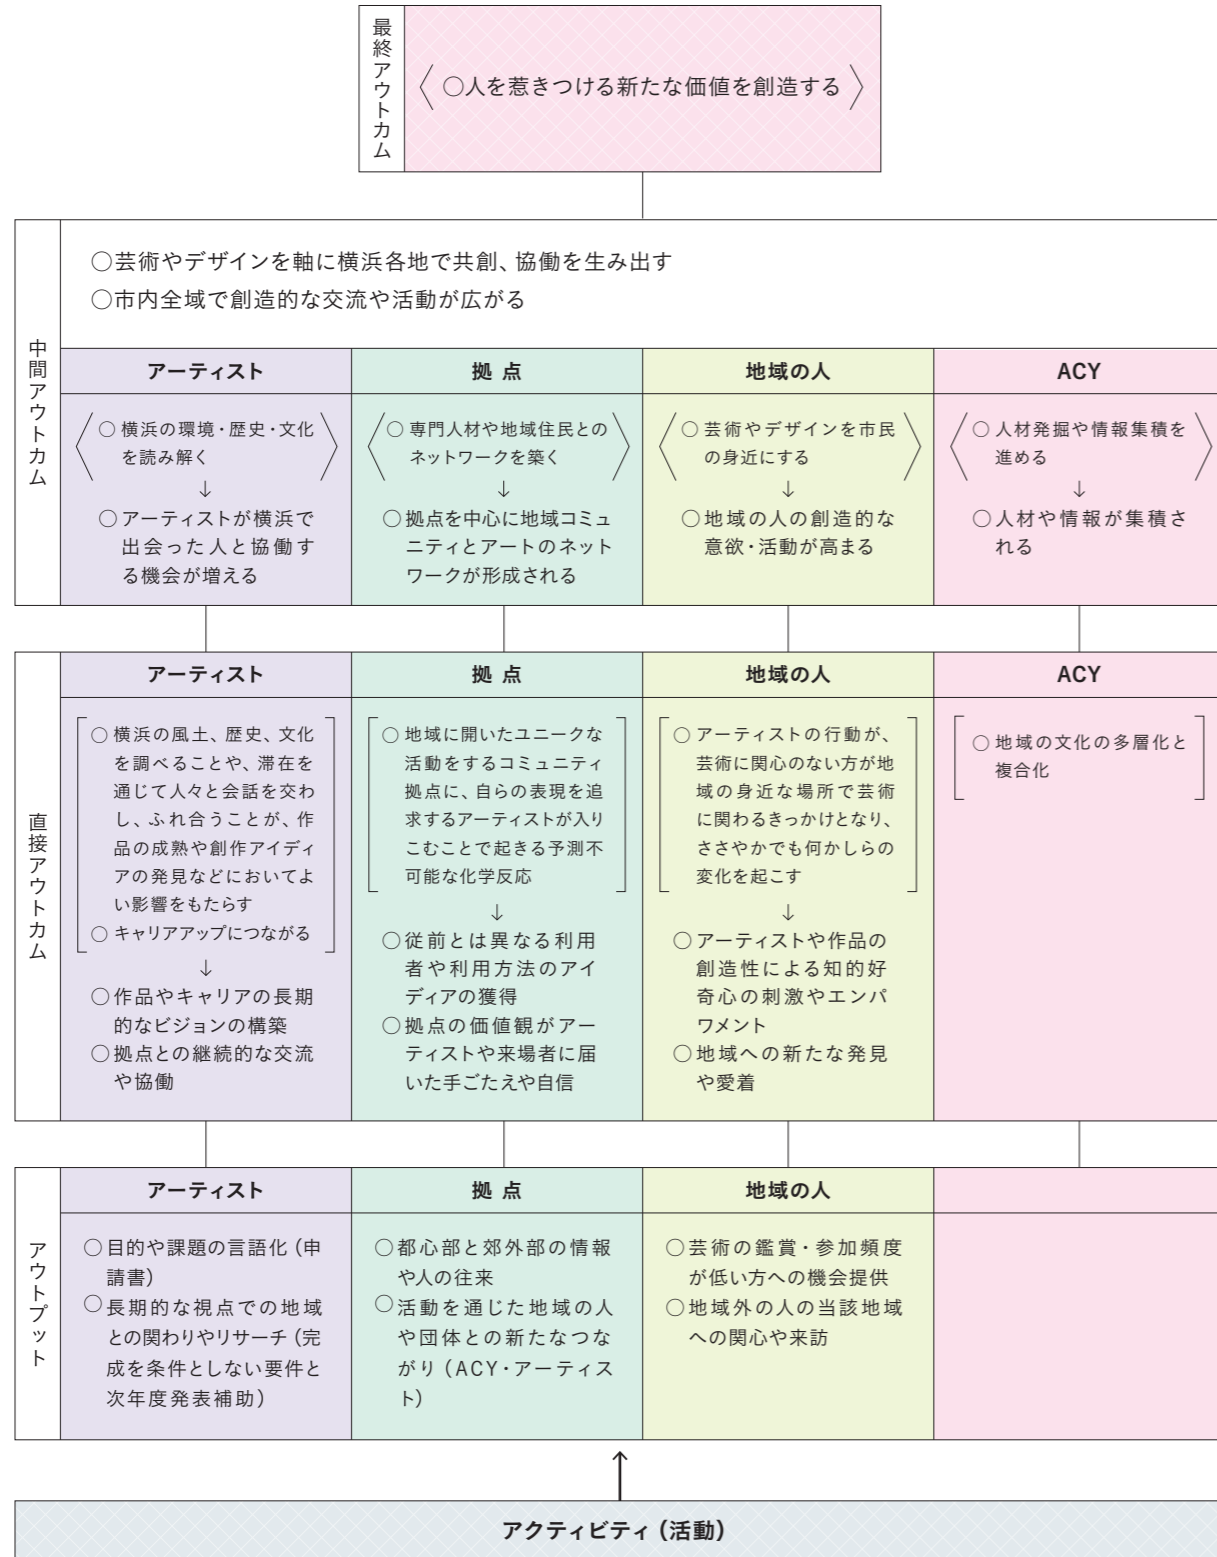 最終アウトカム
〈 ○人を惹きつける新たな価値を創造する 〉
中間アウトカム
○芸術やデザインを軸に横浜各地で共創、協働を生み出す
○市内全域で創造的な交流や活動が広がる
アーティスト
〈 ○ 横浜の環境・歴史・文化
を読み解く 〉
↓
○アーティストが横浜で
出会った人と協働す
る機会が増える
拠 点
〈 ○ 専門人材や地域住民との
ネットワークを築く 〉
↓
○拠点を中心に地域コミュ
ニティとアートのネット
ワークが形成される
地域の人
〈 ○ 芸術やデザインを市民
の身近にする 〉
↓
○地域の人の創造的な
意欲・活動が高まる
ACY
〈 ○ 人材発掘や情報集積を
進める 〉
↓
○人材や情報が集積さ
れる
直接アウトカム
アーティスト
[ ○ 横浜の風土、歴史、文化
を調べることや、滞在を
通じて人々と会話を交わ
し、ふれ合うことが、作
品の成熟や創作アイディ
アの発見などにおいてよ
い影響をもたらす
○ キャリアアップにつながる ]
↓
○作品やキャリアの長期
的なビジョンの構築
○拠点との継続的な交流
や協働
拠 点
[ ○ 地域に開いたユニークな
活動をするコミュニティ
拠点に、自らの表現を追
求するアーティストが入り
こむことで起きる予測不
可能な化学反応 ]
↓
○従前とは異なる利用
者や利用方法のアイ
ディアの獲得
○拠点の価値観がアー
ティストや来場者に届
いた手ごたえや自信
地域の人
[ ○ アーティストの行動が、
芸術に関心のない方が地
域の身近な場所で芸術
に関わるきっかけとなり、
ささやかでも何かしらの
変化を起こす ]
↓
○アーティストや作品の
創造性による知的好
奇心の刺激やエンパ
ワメント
○地域への新たな発見
や愛着
ACY
[ ○ 地域の文化の多層化と
複合化 ]
アウトプット
アーティスト
○目的や課題の言語化（申
請書）
○長期的な視点での地域
との関わりやリサーチ（完
成を条件としない要件と
次年度発表補助）
拠 点
○都心部と郊外部の情報
や人の往来
○活動を通じた地域の人
や団体との新たなつな
がり（ACY・アーティス
ト）
地域の人
○芸術の鑑賞・参加頻度
が低い方への機会提供
○地域外の人の当該地域
への関心や来訪
↑
アクティビティ（活動）